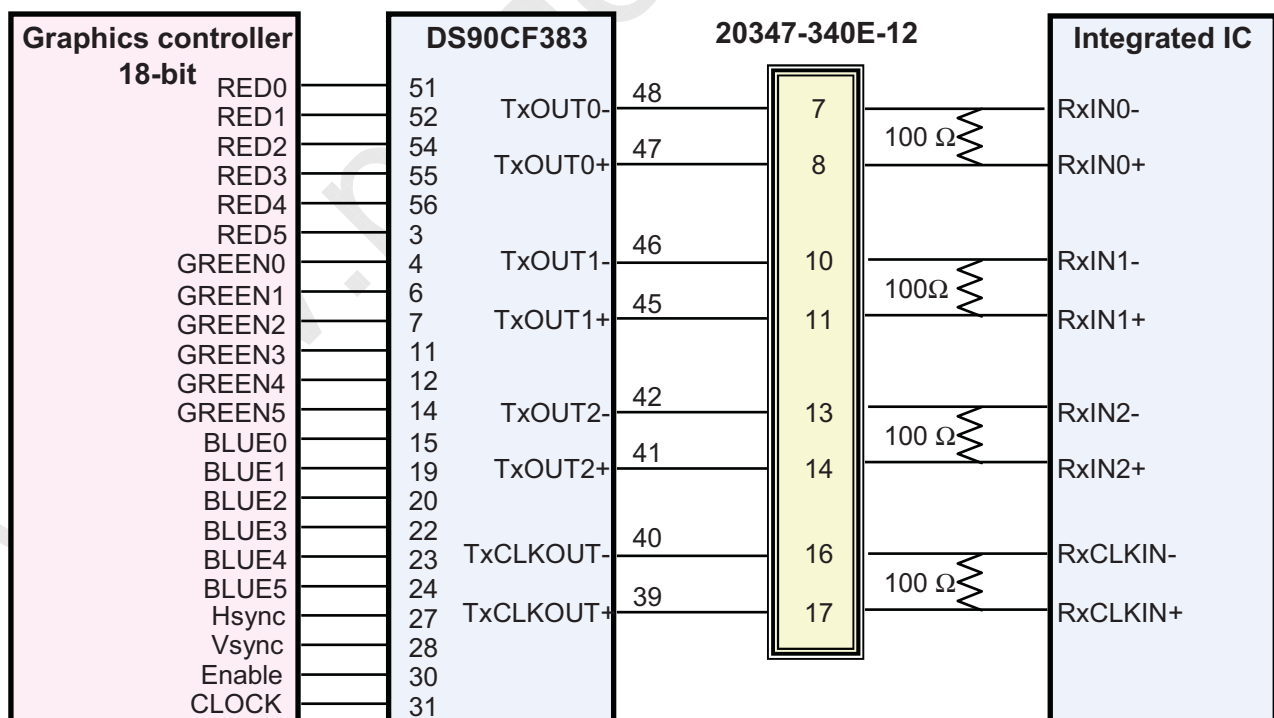 Graphics controller
18-bit
RED0
RED1
RED2
RED3
RED4
RED5
GREEN0
GREEN1
GREEN2
GREEN3
GREEN4
GREEN5
BLUE0
BLUE1
BLUE2
BLUE3
BLUE4
BLUE5
Hsync
Vsync
Enable
CLOCK
DS90CF383
51
52
54
55
56
3
4
6
7
11
12
14
15
19
20
22
23
24
27
28
30
31
TxOUT0-
TxOUT0+
TxOUT1-
TxOUT1+
TxOUT2-
TxOUT2+
TxCLKOUT-
TxCLKOUT+
48
47
46
45
42
41
40
39
20347-340E-12
7
8
10
11
13
14
16
17
100 Ω
100Ω
100 Ω
100 Ω
Integrated IC
RxIN0-
RxIN0+
RxIN1-
RxIN1+
RxIN2-
RxIN2+
RxCLKIN-
RxCLKIN+